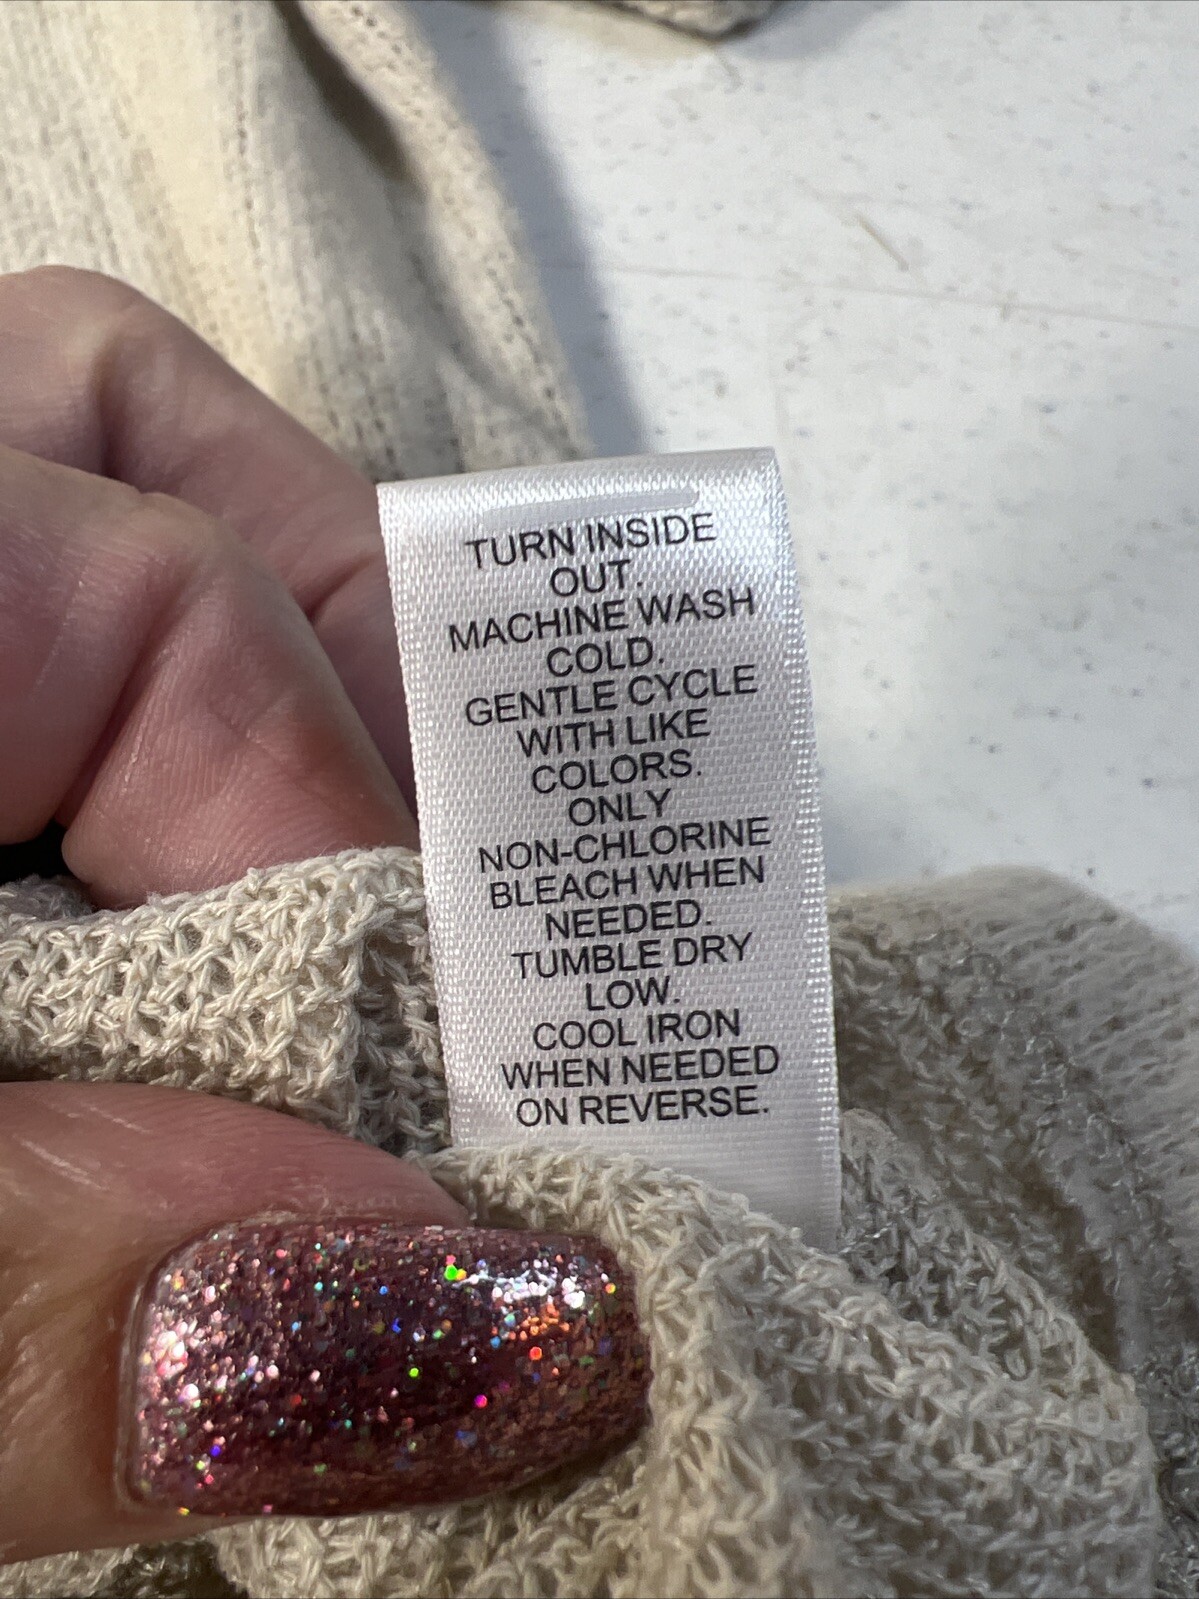 TURN INSIDE
OUT.
MACHINE WASH
COLD.
GENTLE CYCLE
WITH LIKE
COLORS.
ONLY
NON-CHLORINE
BLEACH WHEN
NEEDED.
TUMBLE DRY
LOW.
COOL IRON
WHEN NEEDED
ON REVERSE.